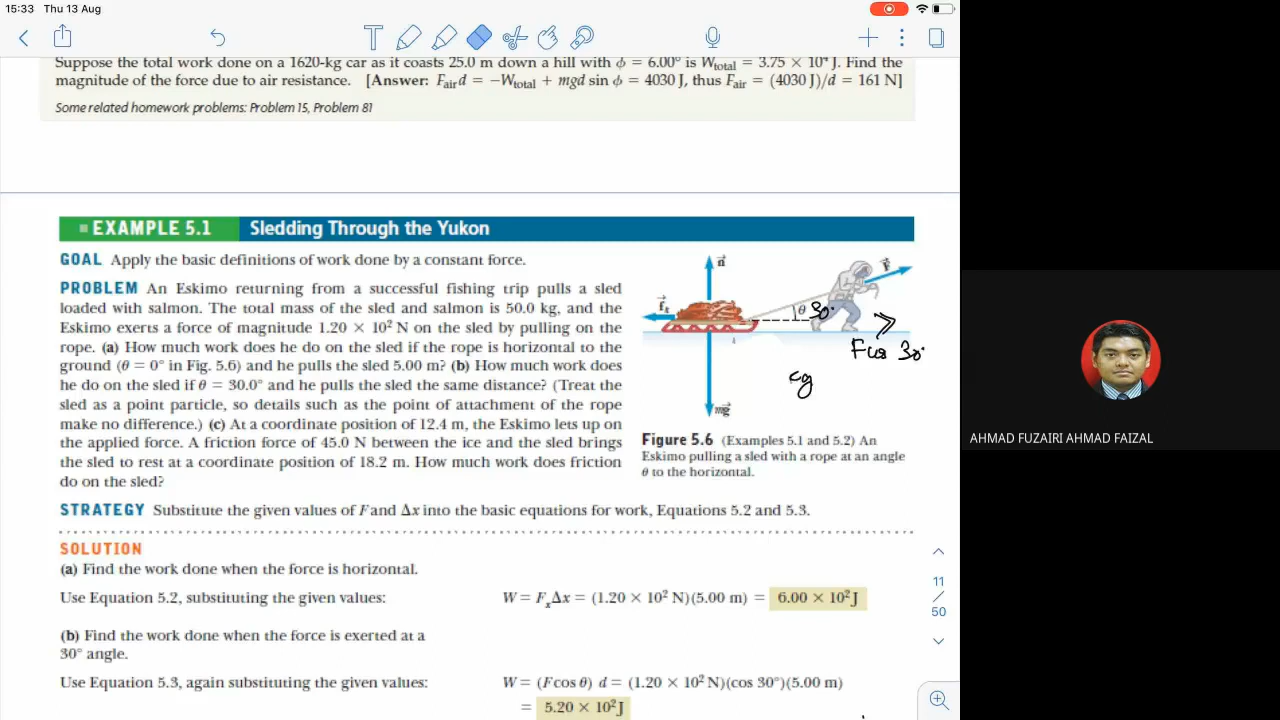 15:33 Thu 13 Aug
Suppose the total work done on a 1620-kg car as it coasts 25.0 m down a hill with ϕ = 6.00° is Wtotal = 3.75 × 10⁴ J. Find the
magnitude of the force due to air resistance. [Answer: Faird = −Wtotal + mgd sin ϕ = 4030 J, thus Fair = (4030 J)/d = 161 N]
Some related homework problems: Problem 15, Problem 81
EXAMPLE 5.1 Sledding Through the Yukon
GOAL Apply the basic definitions of work done by a constant force.
PROBLEM An Eskimo returning from a successful fishing trip pulls a sled
loaded with salmon. The total mass of the sled and salmon is 50.0 kg, and the
Eskimo exerts a force of magnitude 1.20 × 10² N on the sled by pulling on the
rope. (a) How much work does he do on the sled if the rope is horizontal to the
ground (θ = 0° in Fig. 5.6) and he pulls the sled 5.00 m? (b) How much work does
he do on the sled if θ = 30.0° and he pulls the sled the same distance? (Treat the
sled as a point particle, so details such as the point of attachment of the rope
make no difference.) (c) At a coordinate position of 12.4 m, the Eskimo lets up on
the applied force. A friction force of 45.0 N between the ice and the sled brings
the sled to rest at a coordinate position of 18.2 m. How much work does friction
do on the sled?
n⃗
F⃗
f⃗k
θ 30°
F cos 30°
mg⃗
Figure 5.6 (Examples 5.1 and 5.2) An
Eskimo pulling a sled with a rope at an angle
θ to the horizontal.
STRATEGY Substitute the given values of F and Δx into the basic equations for work, Equations 5.2 and 5.3.
SOLUTION
(a) Find the work done when the force is horizontal.
Use Equation 5.2, substituting the given values: W = FxΔx = (1.20 × 10² N)(5.00 m) = 6.00 × 10² J
(b) Find the work done when the force is exerted at a
30° angle.
Use Equation 5.3, again substituting the given values: W = (F cos θ) d = (1.20 × 10² N)(cos 30°)(5.00 m)
= 5.20 × 10² J
11
/
50
AHMAD FUZAIRI AHMAD FAIZAL